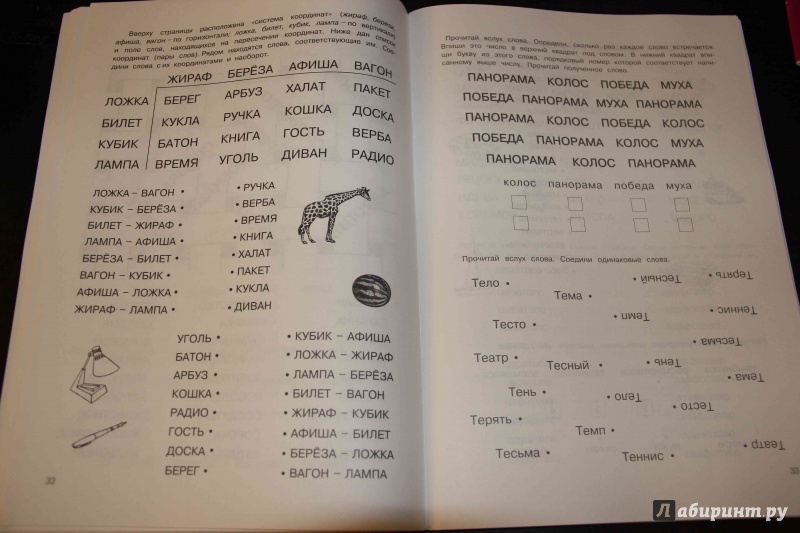 Вверху страницы расположена «система координат» (жираф, береза,
афиша, вагон – по горизонтали; ложка, билет, кубик, лампа – по вертикали)
и поле слов, находящихся на пересечении координат. Ниже дан список
координат (пары слов). Рядом находятся слова, соответствующие им. Сое-
дини слова с их координатами и наоборот.
ЖИРАФ БЕРЁЗА АФИША ВАГОН
ЛОЖКА БЕРЕГ АРБУЗ ХАЛАТ ПАКЕТ
БИЛЕТ КУКЛА РУЧКА КОШКА ДОСКА
КУБИК БАТОН КНИГА ГОСТЬ ВЕРБА
ЛАМПА ВРЕМЯ УГОЛЬ ДИВАН РАДИО
ЛОЖКА – ВАГОН • • РУЧКА
КУБИК – БЕРЁЗА • • ВЕРБА
БИЛЕТ – ЖИРАФ • • ВРЕМЯ
ЛАМПА – АФИША • • КНИГА
БЕРЁЗА – БИЛЕТ • • ХАЛАТ
ВАГОН – КУБИК • • ПАКЕТ
АФИША – ЛОЖКА • • КУКЛА
ЖИРАФ – ЛАМПА • • ДИВАН
УГОЛЬ • • КУБИК – АФИША
БАТОН • • ЛОЖКА – ЖИРАФ
АРБУЗ • • ЛАМПА – БЕРЁЗА
КОШКА • • БИЛЕТ – ВАГОН
РАДИО • • ЖИРАФ – КУБИК
ГОСТЬ • • АФИША – БИЛЕТ
ДОСКА • • БЕРЁЗА – ЛОЖКА
БЕРЕГ • • ВАГОН – ЛАМПА
32
Прочитай вслух слова. Определи, сколько раз каждое слово встречается.
Впиши это число в верхний квадрат под словом. В нижний квадрат впи-
ши букву из этого слова, порядковый номер которой соответствует напи-
санному выше числу. Прочитай полученное слово.
ПАНОРАМА КОЛОС ПОБЕДА МУХА
ПОБЕДА ПАНОРАМА МУХА ПАНОРАМА
ПАНОРАМА КОЛОС ПОБЕДА КОЛОС
ПОБЕДА ПАНОРАМА КОЛОС МУХА
ПАНОРАМА КОЛОС ПАНОРАМА
колос панорама победа муха
Прочитай вслух слова. Соедини одинаковые слова.
Тело • Тесный • Терять •
Тема •
Тесто • Темп • Теннис •
Тесьма •
Театр • Тесный • Тень •
Тема •
Тень • Тело •
Тесто •
Терять • Темп •
Театр •
Тесьма • Теннис •
33
Лабиринт.ру